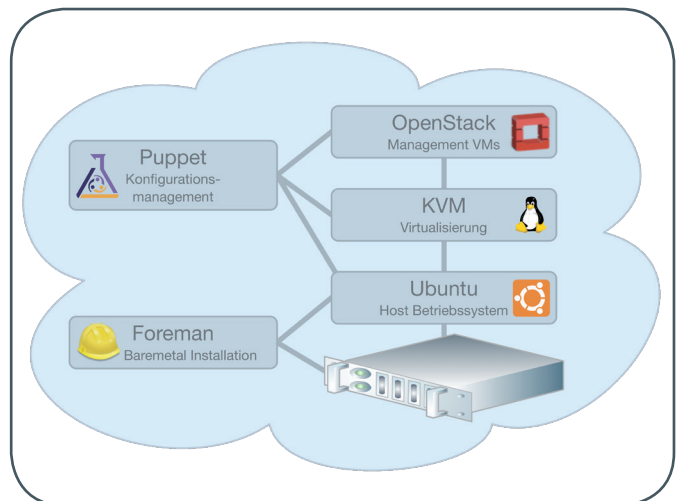 OpenStack
Management VMs
Puppet
Konfigurations-
management
KVM
Virtualisierung
Ubuntu
Host Betriebssystem
Foreman
Baremetal Installation